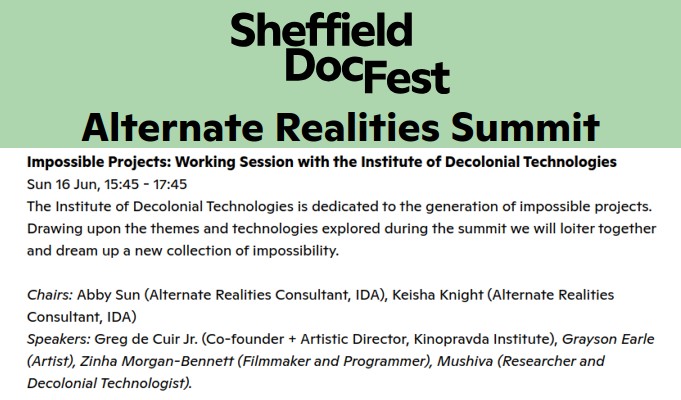 Sheffield
DocFest
Alternate Realities Summit
Impossible Projects: Working Session with the Institute of Decolonial Technologies
Sun 16 Jun, 15:45 - 17:45
The Institute of Decolonial Technologies is dedicated to the generation of impossible projects.
Drawing upon the themes and technologies explored during the summit we will loiter together
and dream up a new collection of impossibility.
Chairs: Abby Sun (Alternate Realities Consultant, IDA), Keisha Knight (Alternate Realities
Consultant, IDA)
Speakers: Greg de Cuir Jr. (Co-founder + Artistic Director, Kinopravda Institute), Grayson Earle
(Artist), Zinha Morgan-Bennett (Filmmaker and Programmer), Mushiva (Researcher and
Decolonial Technologist).